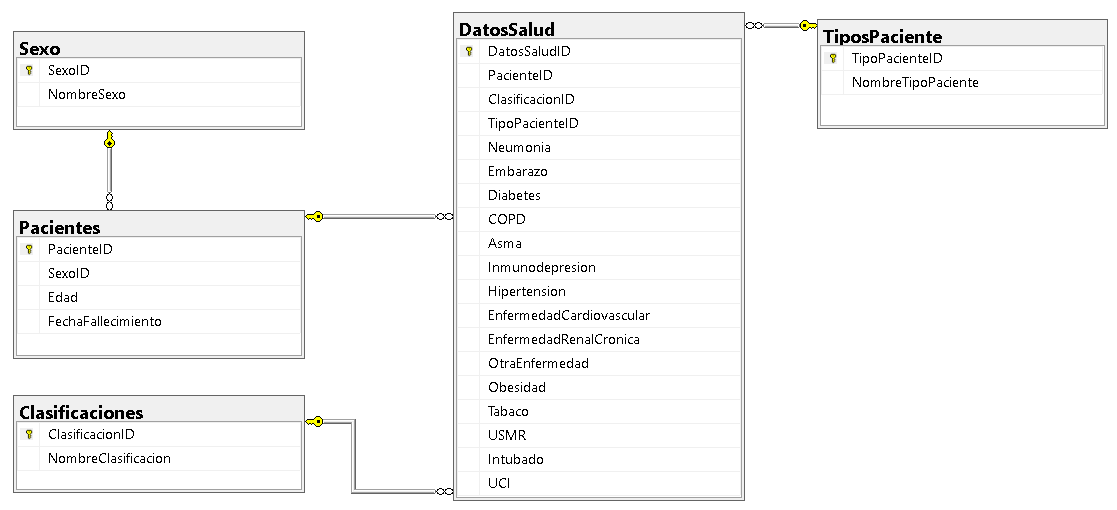 Sexo
SexoID
NombreSexo
Pacientes
PacienteID
SexoID
Edad
FechaFallecimiento
Clasificaciones
ClasificacionID
NombreClasificacion
DatosSalud
DatosSaludID
PacienteID
ClasificacionID
TipoPacienteID
Neumonia
Embarazo
Diabetes
COPD
Asma
Inmunodepresion
Hipertension
EnfermedadCardiovascular
EnfermedadRenalCronica
OtraEnfermedad
Obesidad
Tabaco
USMR
Intubado
UCI
TiposPaciente
TipoPacienteID
NombreTipoPaciente